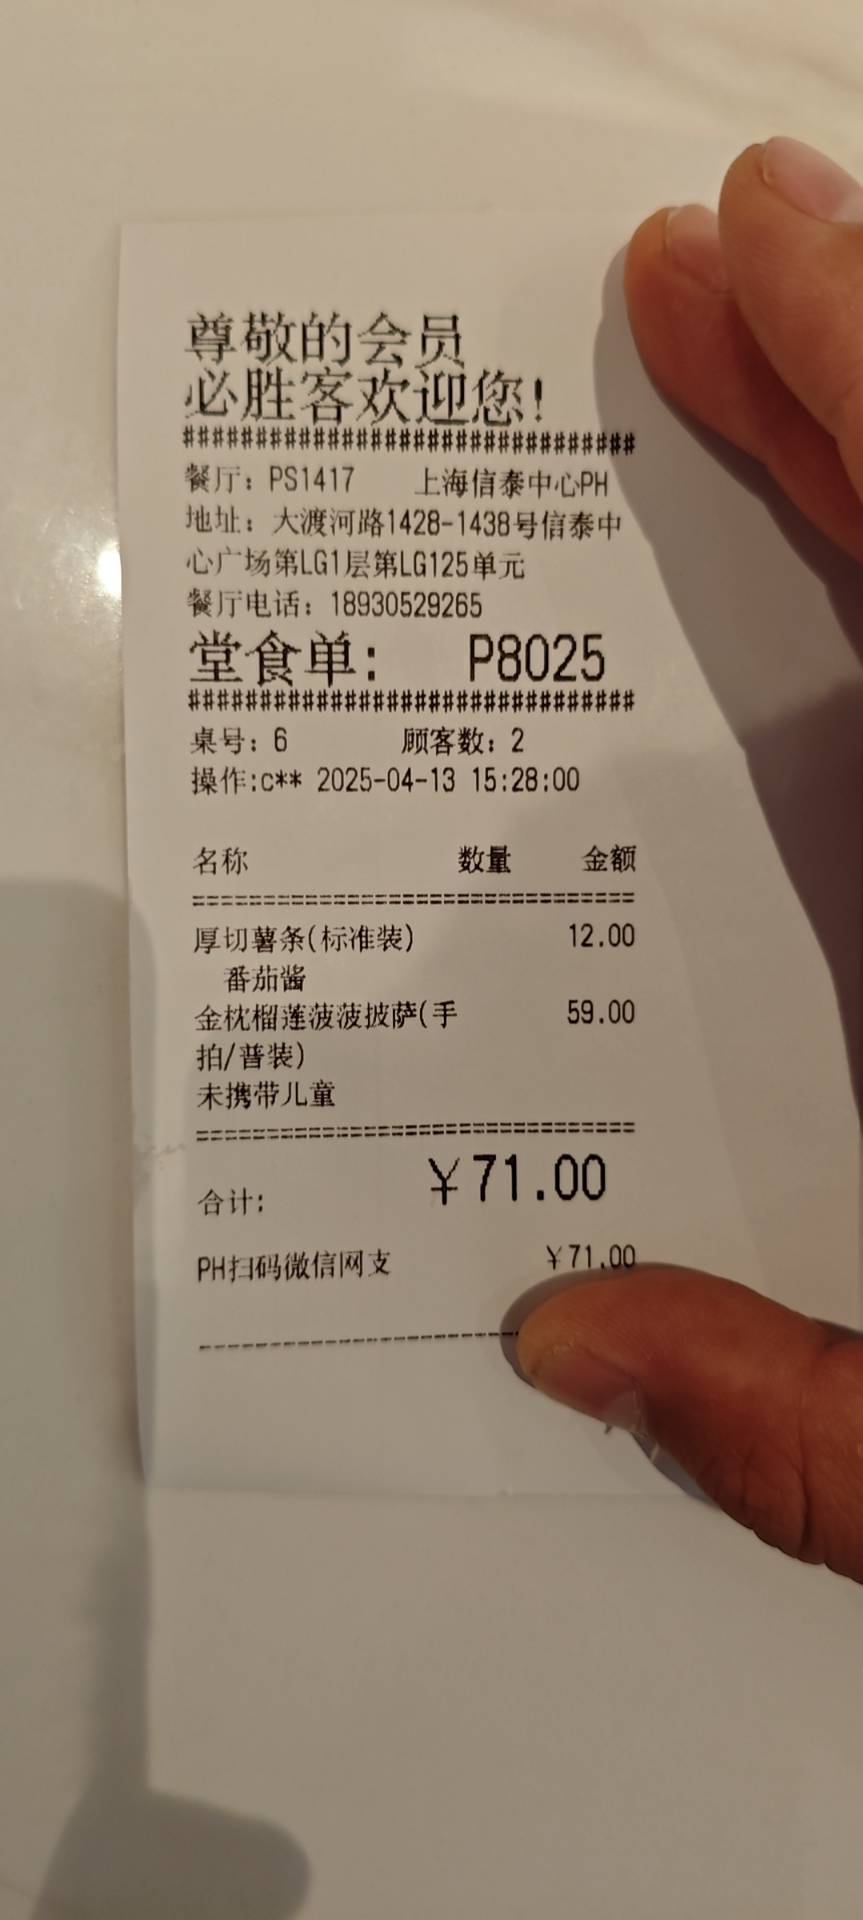 尊敬的会员
必胜客欢迎您!
################################
餐厅：PS1417 上海信泰中心PH
地址：大渡河路1428-1438号信泰中
心广场第LG1层第LG125单元
餐厅电话：18930529265
堂食单: P8025
################################
桌号：6 顾客数：2
操作:c** 2025-04-13 15:28:00
名称 数量 金额
================================
厚切薯条(标准装) 12.00
番茄酱
金枕榴莲菠菠披萨(手 59.00
拍/普装)
未携带儿童
================================
合计: ￥71.00
PH扫码微信网支 ￥71.00